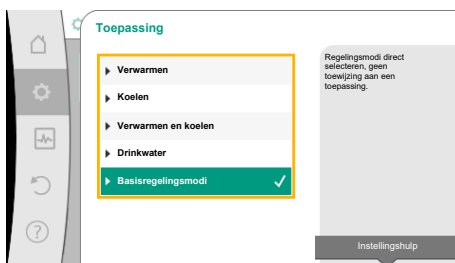 Toepassing
Verwarmen
Koelen
Verwarmen en koelen
Drinkwater
Basisregelingsmodi
Regelingsmodi direct
selecteren, geen
toewijzing aan een
toepassing.
Instellingshulp